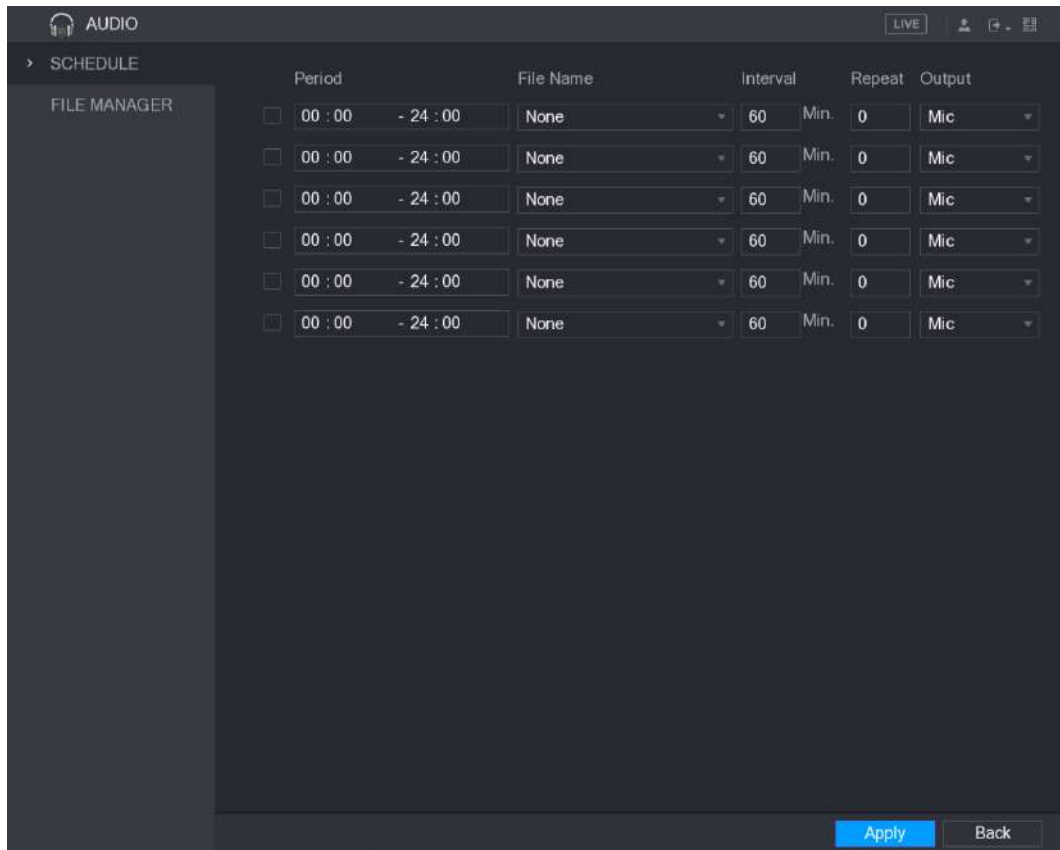 AUDIO LIVE
SCHEDULE
FILE MANAGER
Period File Name Interval Repeat Output
00 : 00 - 24 : 00 None 60 Min. 0 Mic
00 : 00 - 24 : 00 None 60 Min. 0 Mic
00 : 00 - 24 : 00 None 60 Min. 0 Mic
00 : 00 - 24 : 00 None 60 Min. 0 Mic
00 : 00 - 24 : 00 None 60 Min. 0 Mic
00 : 00 - 24 : 00 None 60 Min. 0 Mic
Apply Back